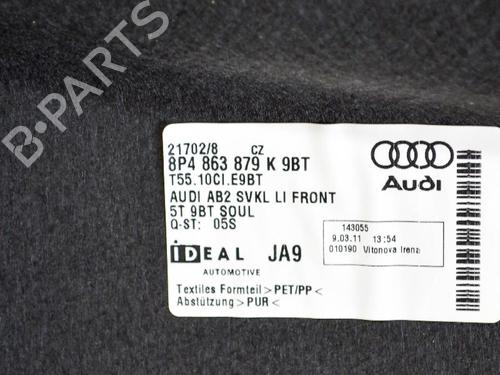 B-PARTS
21702/8 CZ
8P4 863 879 K 9BT
T55.10CI.E9BT
AUDI AB2 SVKL LI FRONT
5T 9BT SOUL
Q-ST: 05S
iDEAL JA9
AUTOMOTIVE
Textiles Formteil > PET/PP <
Abstützung > PUR <
Audi
143055
9.03.11 13:54
010190 Vitonova Irena